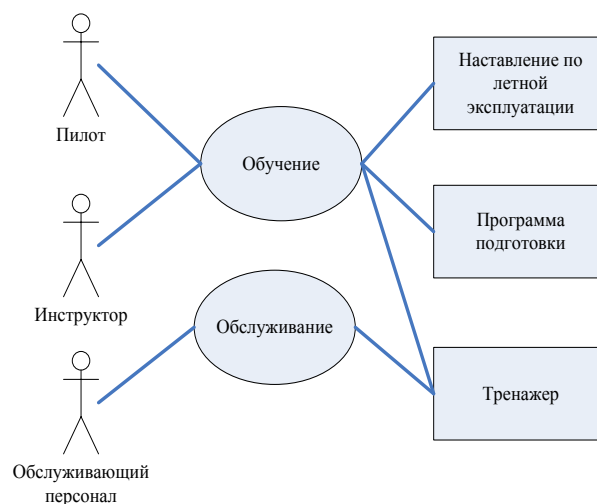 Пилот
Инструктор
Обслуживающий
персонал
Обучение
Обслуживание
Наставление по
летной
эксплуатации
Программа
подготовки
Тренажер